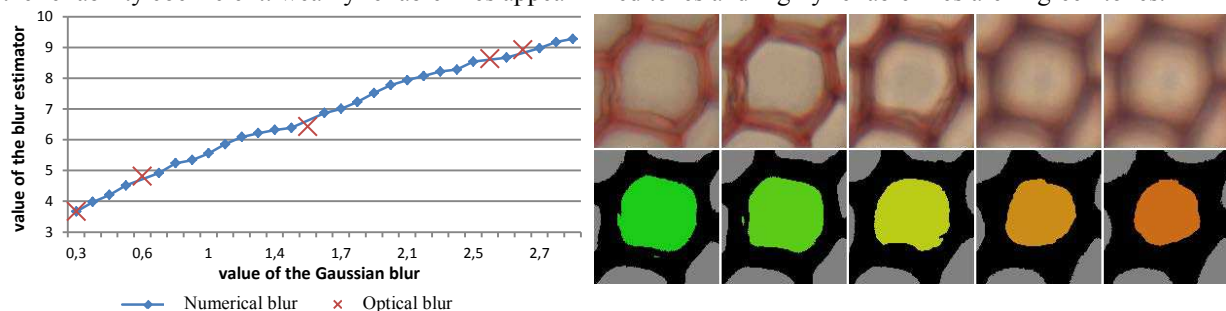 10
9
8
7
6
5
4
3
value of the blur estimator
0,3 0,6 1 1,4 1,7 2,1 2,5 2,7
value of the Gaussian blur
Numerical blur Optical blur